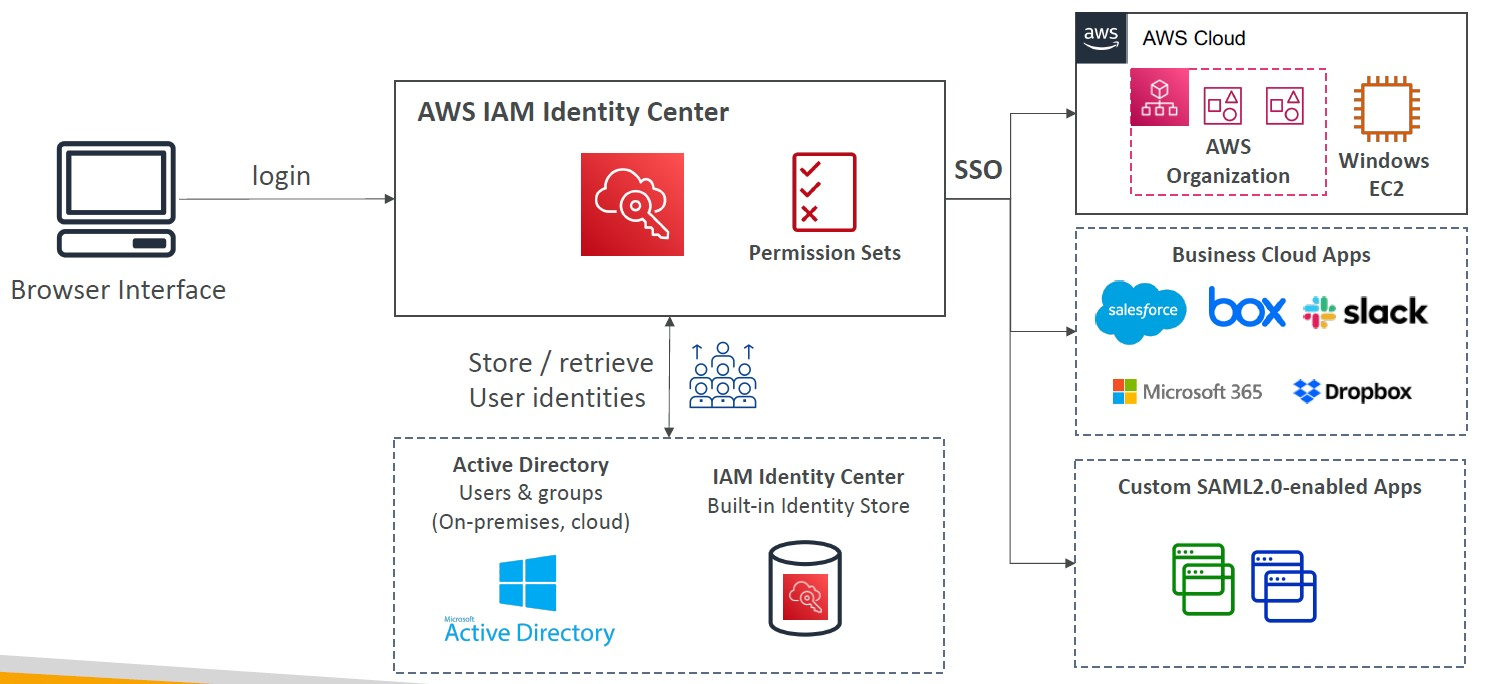 aws
AWS Cloud
AWS IAM Identity Center
AWS
Organization
Windows
EC2
login
SSO
Permission Sets
Browser Interface
Business Cloud Apps
salesforce
box
slack
Microsoft 365
Dropbox
Store / retrieve
User identities
Active Directory
Users & groups
(On-premises, cloud)
Microsoft
Active Directory
IAM Identity Center
Built-in Identity Store
Custom SAML2.0-enabled Apps